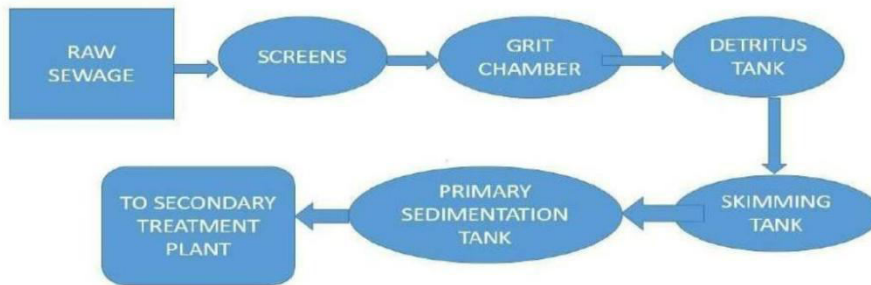 RAW
SEWAGE
SCREENS
GRIT
CHAMBER
DETRITUS
TANK
SKIMMING
TANK
PRIMARY
SEDIMENTATION
TANK
TO SECONDARY
TREATMENT
PLANT